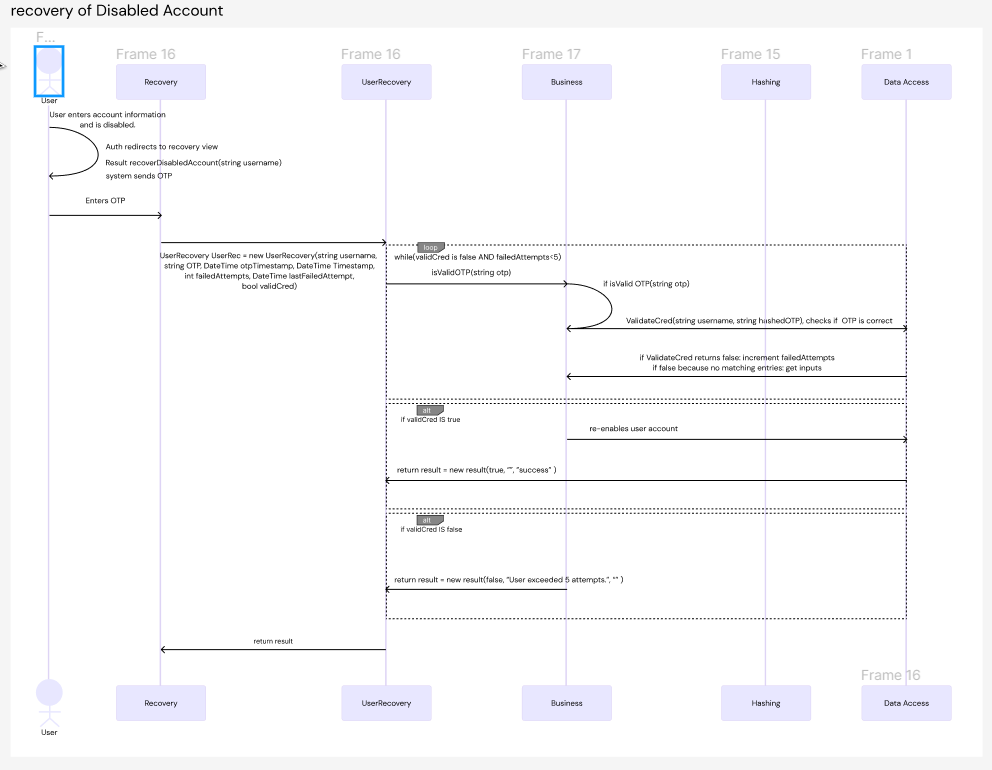 recovery of Disabled Account
F...
Frame 16
Frame 16
Frame 17
Frame 15
Frame 1
Recovery
UserRecovery
Business
Hashing
Data Access
User
User enters account information
and is disabled.
Auth redirects to recovery view
Result recoverDisabledAccount(string username)
system sends OTP
Enters OTP
loop
UserRecovery UserRec = new UserRecovery(string username,
string OTP, DateTime otpTimestamp, DateTime Timestamp,
int failedAttempts, DateTime lastFailedAttempt,
bool validCred)
while(validCred is false AND failedAttempts<5)
isValidOTP(string otp)
if isValid OTP(string otp)
ValidateCred(string username, string hashedOTP), checks if  OTP is correct
if ValidateCred returns false: increment failedAttempts
if false because no matching entries: get inputs
alt
if validCred IS true
re-enables user account
return result = new result(true, "", "success" )
alt
if validCred IS false
return result = new result(false, "User exceeded 5 attempts.", "" )
return result
Frame 16
Recovery
UserRecovery
Business
Hashing
Data Access
User